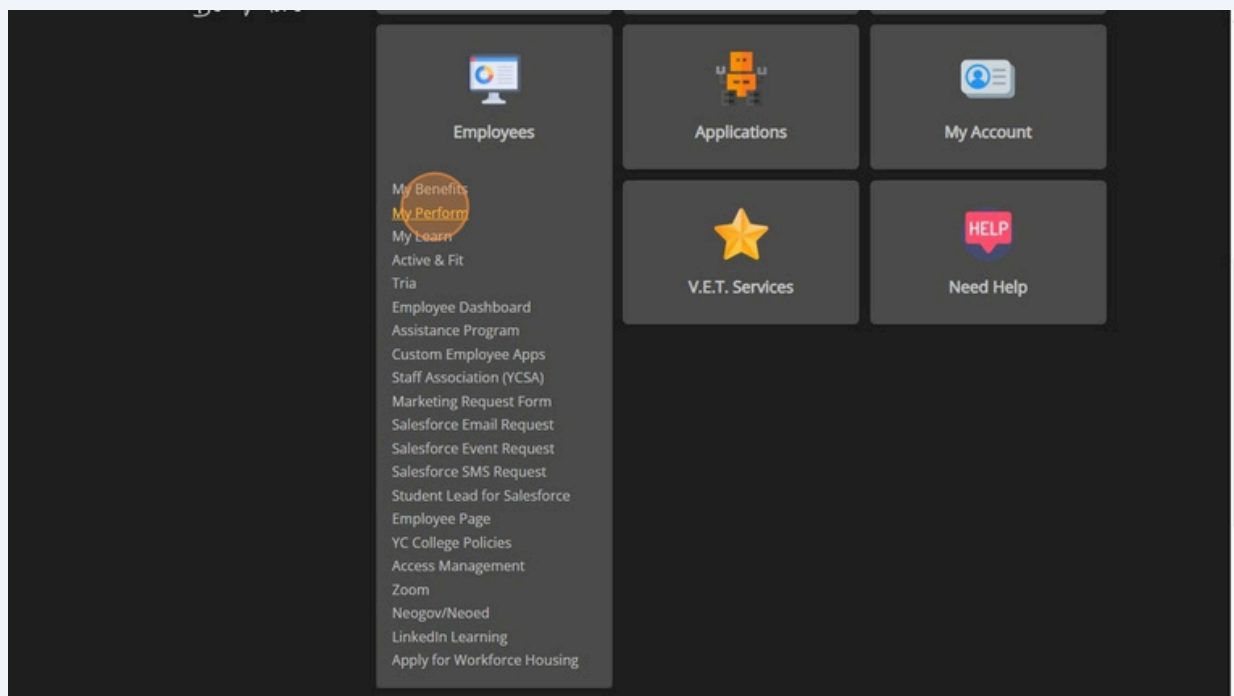 Employees
My Benefits
My Perform
My Learn
Active & Fit
Tria
Employee Dashboard
Assistance Program
Custom Employee Apps
Staff Association (YCSA)
Marketing Request Form
Salesforce Email Request
Salesforce Event Request
Salesforce SMS Request
Student Lead for Salesforce
Employee Page
YC College Policies
Access Management
Zoom
Neogov/Neoed
LinkedIn Learning
Apply for Workforce Housing
Applications
My Account
V.E.T. Services
HELP
Need Help